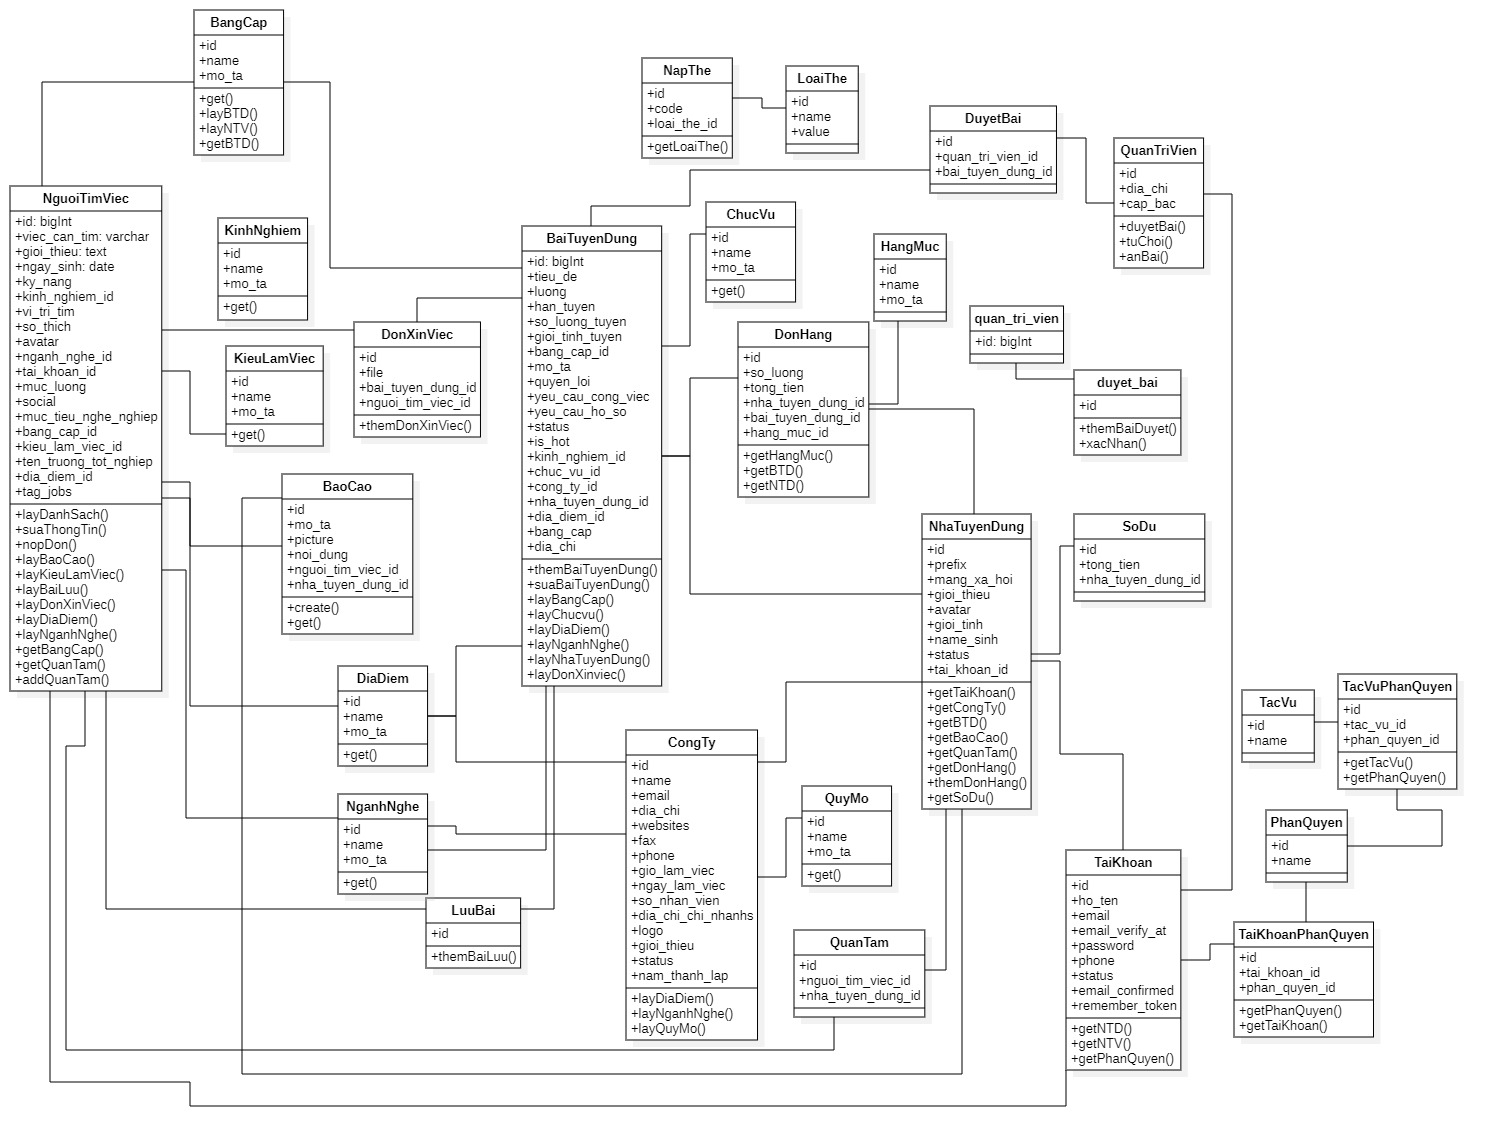 BangCap
+id
+name
+mo_ta
+get()
+layBTD()
+layNTV()
+getBTD()
NapThe
+id
+code
+loai_the_id
+getLoaiThe()
LoaiThe
+id
+name
+value
DuyetBai
+id
+quan_tri_vien_id
+bai_tuyen_dung_id
QuanTriVien
+id
+dia_chi
+cap_bac
+duyetBai()
+tuChoi()
+anBai()
NguoiTimViec
+id: bigInt
+viec_can_tim: varchar
+gioi_thieu: text
+ngay_sinh: date
+ky_nang
+kinh_nghiem_id
+vi_tri_tim
+so_thich
+avatar
+nganh_nghe_id
+tai_khoan_id
+muc_luong
+social
+muc_tieu_nghe_nghiep
+bang_cap_id
+kieu_lam_viec_id
+ten_truong_tot_nghiep
+dia_diem_id
+tag_jobs
+layDanhSach()
+suaThongTin()
+nopDon()
+layBaoCao()
+layKieuLamViec()
+layBaiLuu()
+layDonXinViec()
+layDiaDiem()
+layNganhNghe()
+getBangCap()
+getQuanTam()
+addQuanTam()
KinhNghiem
+id
+name
+mo_ta
+get()
KieuLamViec
+id
+name
+mo_ta
+get()
DonXinViec
+id
+file
+bai_tuyen_dung_id
+nguoi_tim_viec_id
+themDonXinViec()
BaiTuyenDung
+id: bigInt
+tieu_de
+luong
+han_tuyen
+so_luong_tuyen
+gioi_tinh_tuyen
+bang_cap_id
+mo_ta
+quyen_loi
+yeu_cau_cong_viec
+yeu_cau_ho_so
+status
+is_hot
+kinh_nghiem_id
+chuc_vu_id
+cong_ty_id
+nha_tuyen_dung_id
+dia_diem_id
+bang_cap
+dia_chi
+themBaiTuyenDung()
+suaBaiTuyenDung()
+layBangCap()
+layChucvu()
+layDiaDiem()
+layNganhNghe()
+layNhaTuyenDung()
+layDonXinviec()
ChucVu
+id
+name
+mo_ta
+get()
HangMuc
+id
+name
+mo_ta
DonHang
+id
+so_luong
+tong_tien
+nha_tuyen_dung_id
+bai_tuyen_dung_id
+hang_muc_id
+getHangMuc()
+getBTD()
+getNTD()
quan_tri_vien
+id: bigInt
duyet_bai
+id
+themBaiDuyet()
+xacNhan()
BaoCao
+id
+mo_ta
+picture
+noi_dung
+nguoi_tim_viec_id
+nha_tuyen_dung_id
+create()
+get()
NhaTuyenDung
+id
+prefix
+mang_xa_hoi
+gioi_thieu
+avatar
+gioi_tinh
+name_sinh
+status
+tai_khoan_id
+getTaiKhoan()
+getCongTy()
+getBTD()
+getBaoCao()
+getQuanTam()
+getDonHang()
+themDonHang()
+getSoDu()
SoDu
+id
+tong_tien
+nha_tuyen_dung_id
DiaDiem
+id
+name
+mo_ta
+get()
CongTy
+id
+name
+email
+dia_chi
+websites
+fax
+phone
+gio_lam_viec
+ngay_lam_viec
+so_nhan_vien
+dia_chi_chi_nhanhs
+logo
+gioi_thieu
+status
+nam_thanh_lap
+layDiaDiem()
+layNganhNghe()
+layQuyMo()
TacVu
+id
+name
TacVuPhanQuyen
+id
+tac_vu_id
+phan_quyen_id
+getTacVu()
+getPhanQuyen()
NganhNghe
+id
+name
+mo_ta
+get()
QuyMo
+id
+name
+mo_ta
+get()
PhanQuyen
+id
+name
TaiKhoan
+id
+ho_ten
+email
+email_verify_at
+password
+phone
+status
+email_confirmed
+remember_token
+getNTD()
+getNTV()
+getPhanQuyen()
LuuBai
+id
+themBaiLuu()
QuanTam
+id
+nguoi_tim_viec_id
+nha_tuyen_dung_id
TaiKhoanPhanQuyen
+id
+tai_khoan_id
+phan_quyen_id
+getPhanQuyen()
+getTaiKhoan()